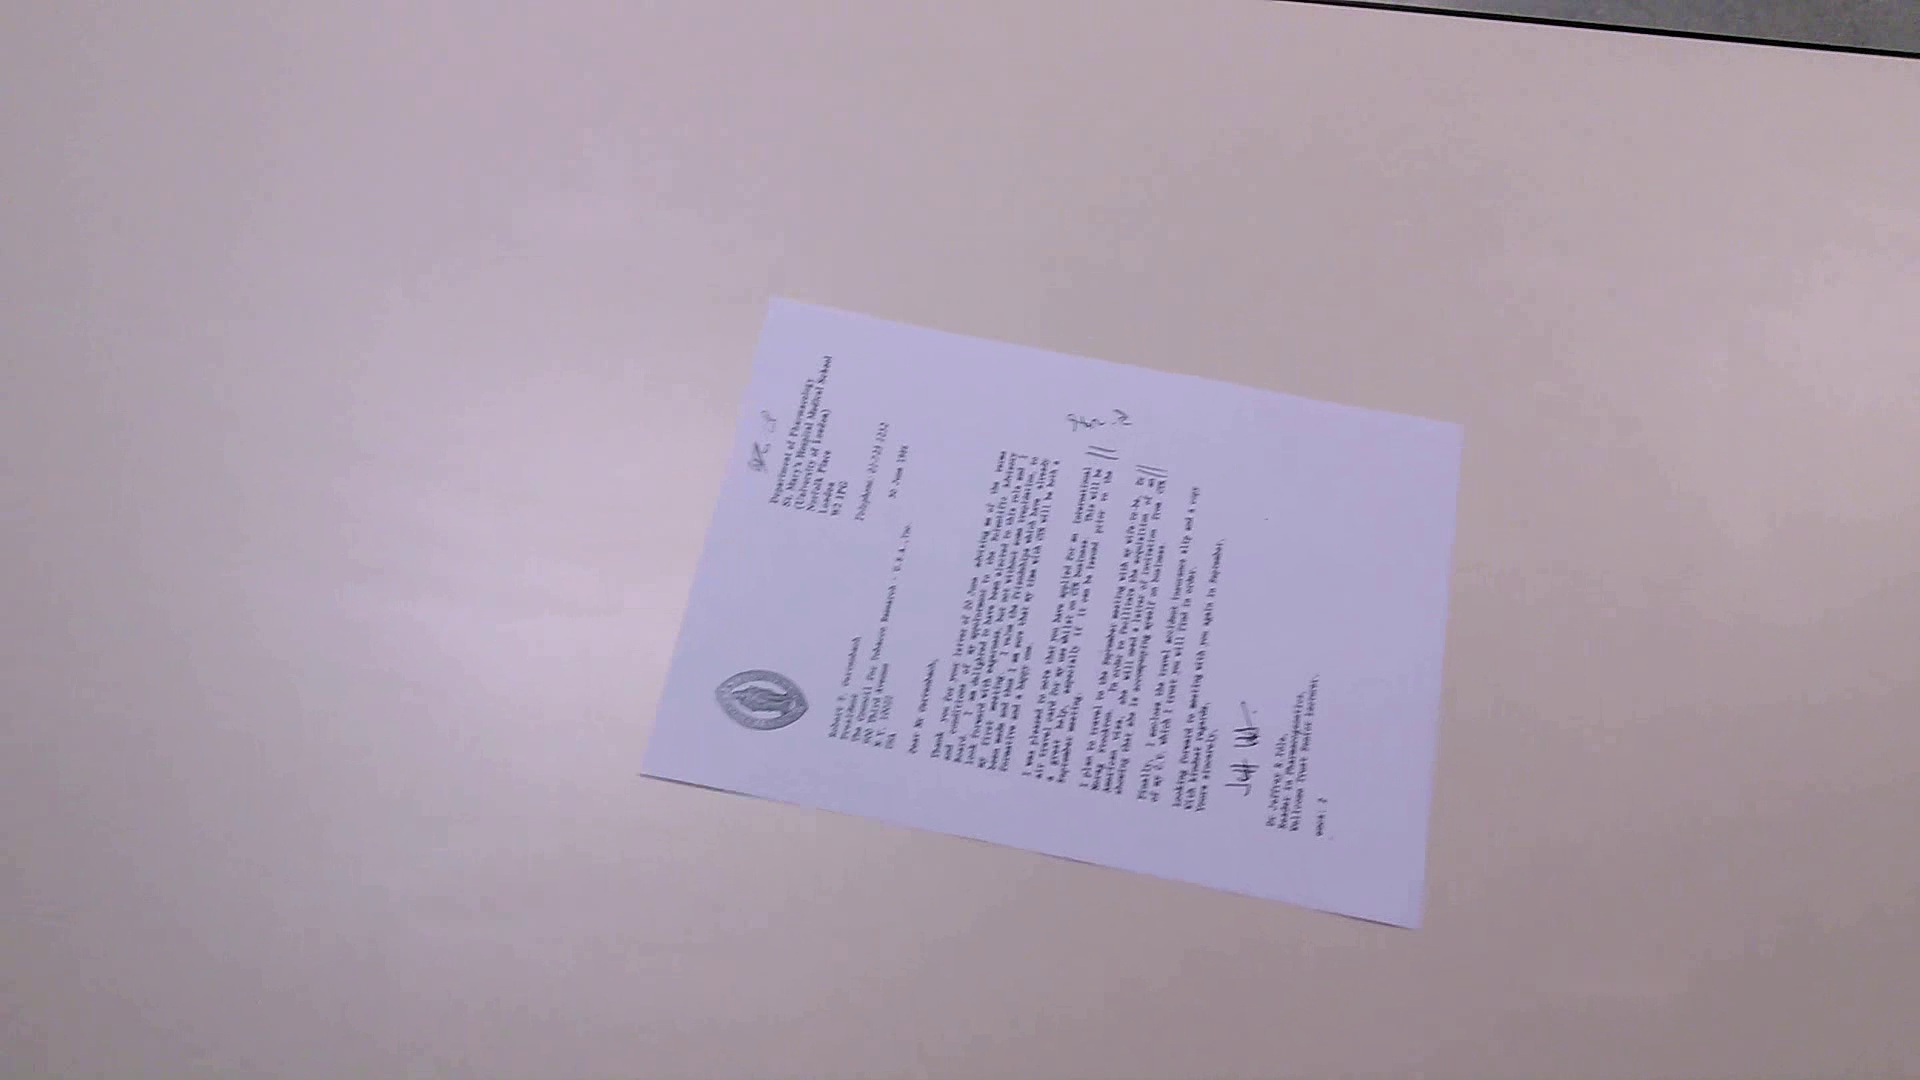 Department of Pharmacology
St. Mary's Hospital Medical School
(University of London)
Norfolk Place
London
W2 1PG
Telephone: 01-723 1252
30 June 1988
Robert F. Gertenbach
President
The Council for Tobacco Research - U.S.A., Inc.
900 Third Avenue
N.Y. 10022
USA
Dear Mr Gertenbach,
Thank you for your letter of 20 June advising me of the terms
and conditions of my appointment to the Scientific Advisory
Board. I am delighted to have been elected to this role and I
look forward with eagerness, but not without some trepidation, to
my first meeting. I value the friendships which have already
been made and thus I am sure that my time with CTR will be both a
formative and a happy one.
I was pleased to note that you have applied for an international
air travel card for my use whilst on CTR business. This will be
a great help, especially if it can be issued prior to the
September meeting.
I plan to travel to the September meeting with my wife to-be, Dr
In order to facilitate the acquisition of an
American visa, she will need a letter of invitation from CTR
showing that she is accompanying myself on business.
Finally, I enclose the travel accident insurance slip and a copy
of my C.V. which I trust you will find in order.
Looking forward to meeting with you again in September,
With kindest regards,
Yours sincerely,
Dr Jeffrey R Idle,
Reader in Pharmacogenetics,
Wellcome Trust Senior Lecturer.
encs: 2